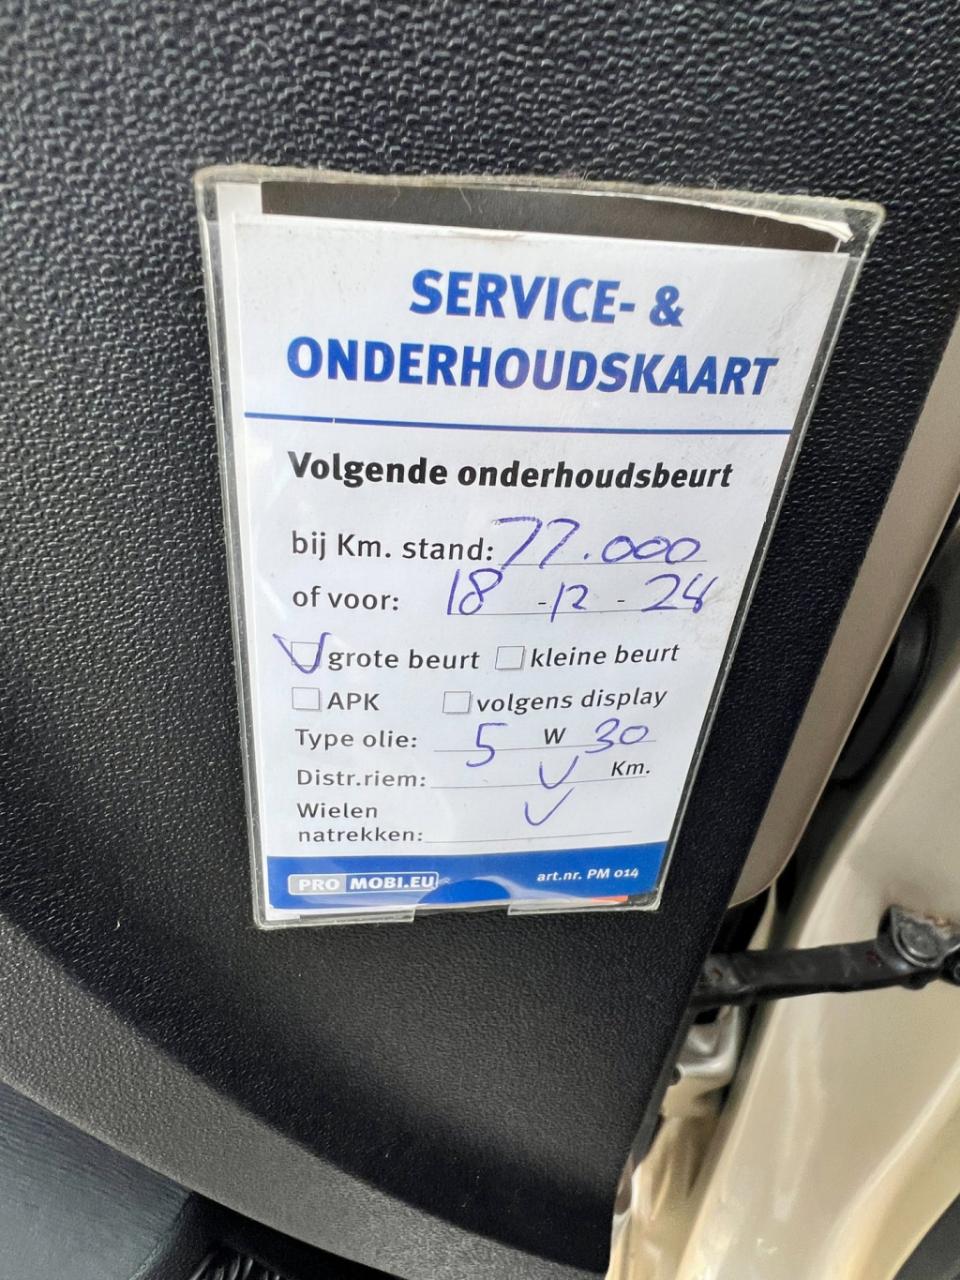 SERVICE- &
ONDERHOUDSKAART
Volgende onderhoudsbeurt
bij Km. stand: 77.000
of voor: 18 - 12 - 24
grote beurt kleine beurt
APK volgens display
Type olie: 5 W 30
Distr.riem: Km.
Wielen
natrekken:
PRO MOBI.EU art.nr. PM 014